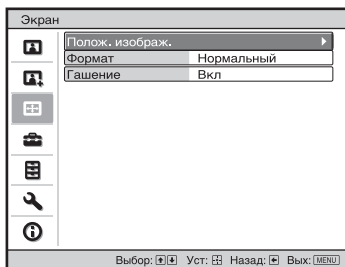 Экран
Полож. изображ.
Формат Нормальный
Гашение Вкл
Выбор: Уст: Назад: Вых: MENU